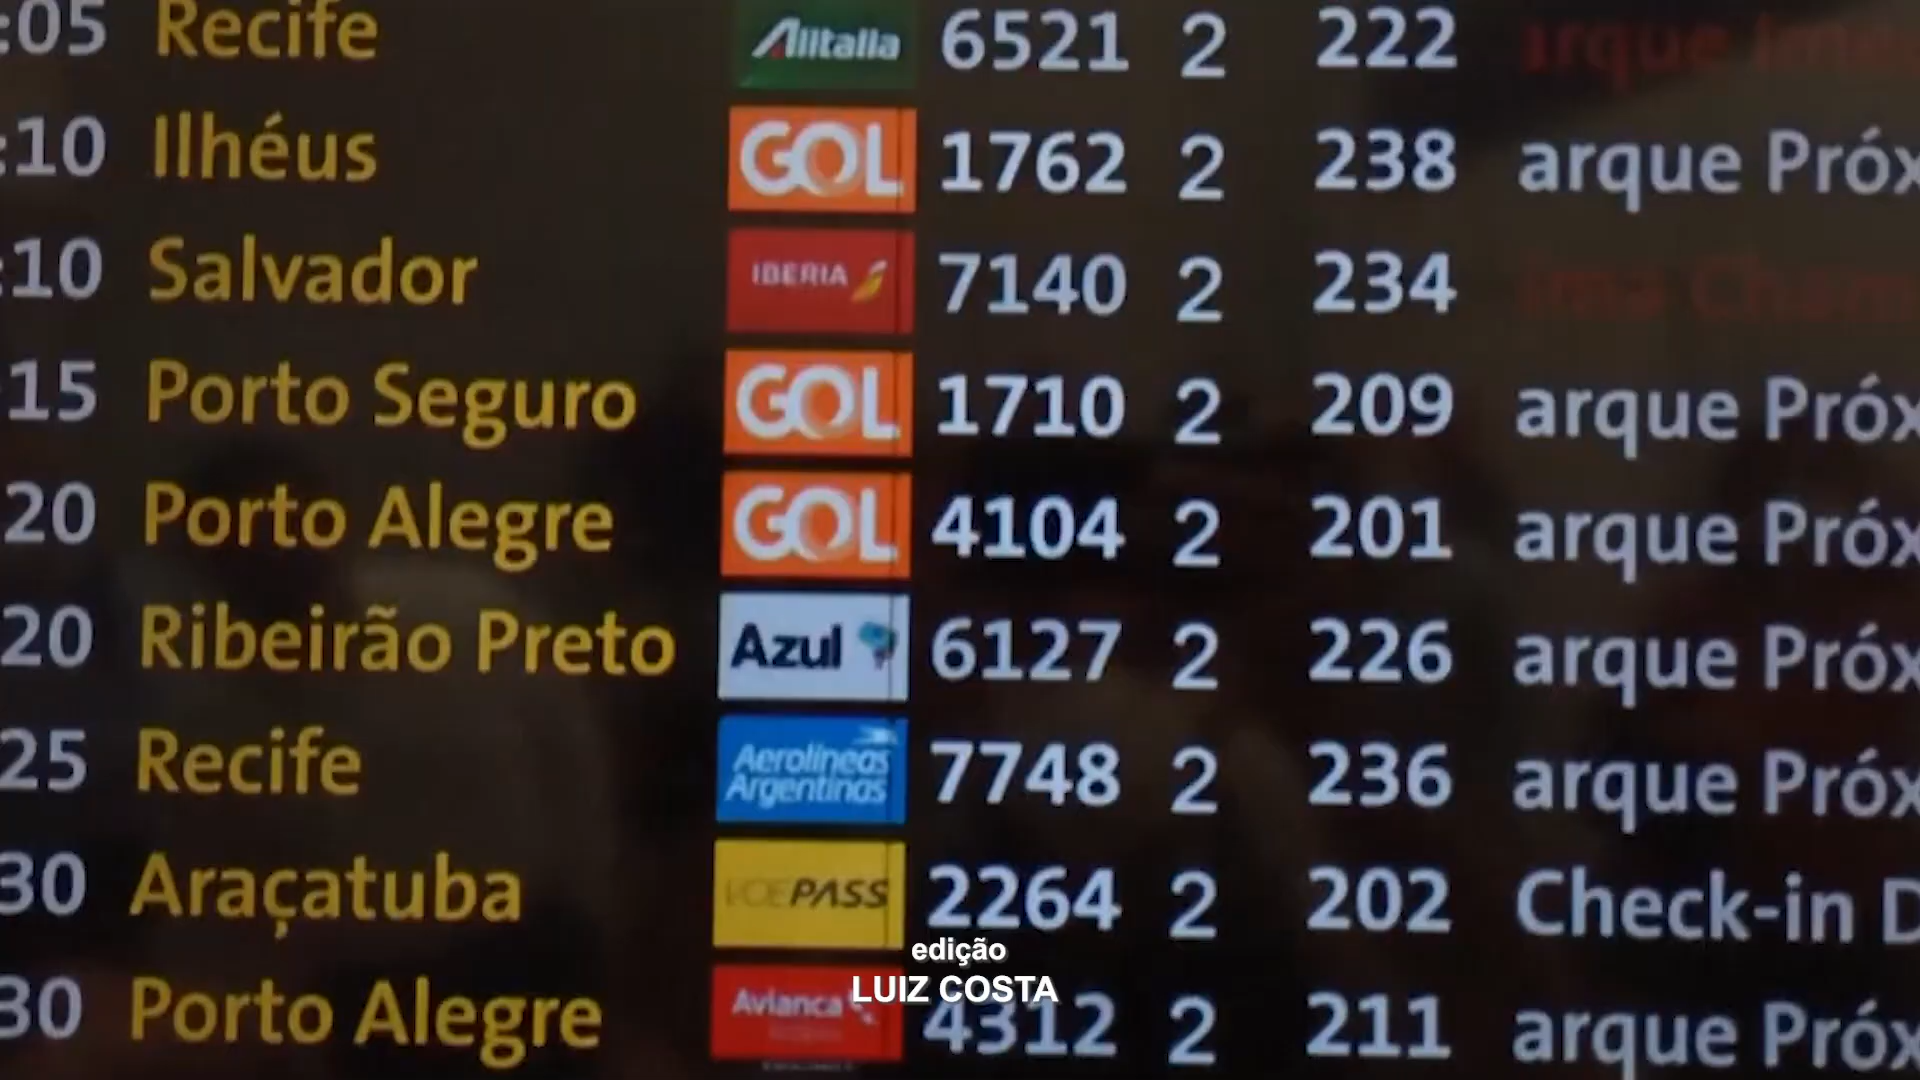 :05 Recife Alitalia 6521 2 222 arque
:10 Ilhéus GOL 1762 2 238 arque Próx
:10 Salvador IBERIA 7140 2 234 ima
:15 Porto Seguro GOL 1710 2 209 arque Próx
20 Porto Alegre GOL 4104 2 201 arque Próx
20 Ribeirão Preto Azul 6127 2 226 arque Próx
25 Recife Aerolíneas Argentinas 7748 2 236 arque Próx
30 Araçatuba VOEPASS 2264 2 202 Check-in D
30 Porto Alegre Avianca 4312 2 211 arque Próx
edição
LUIZ COSTA